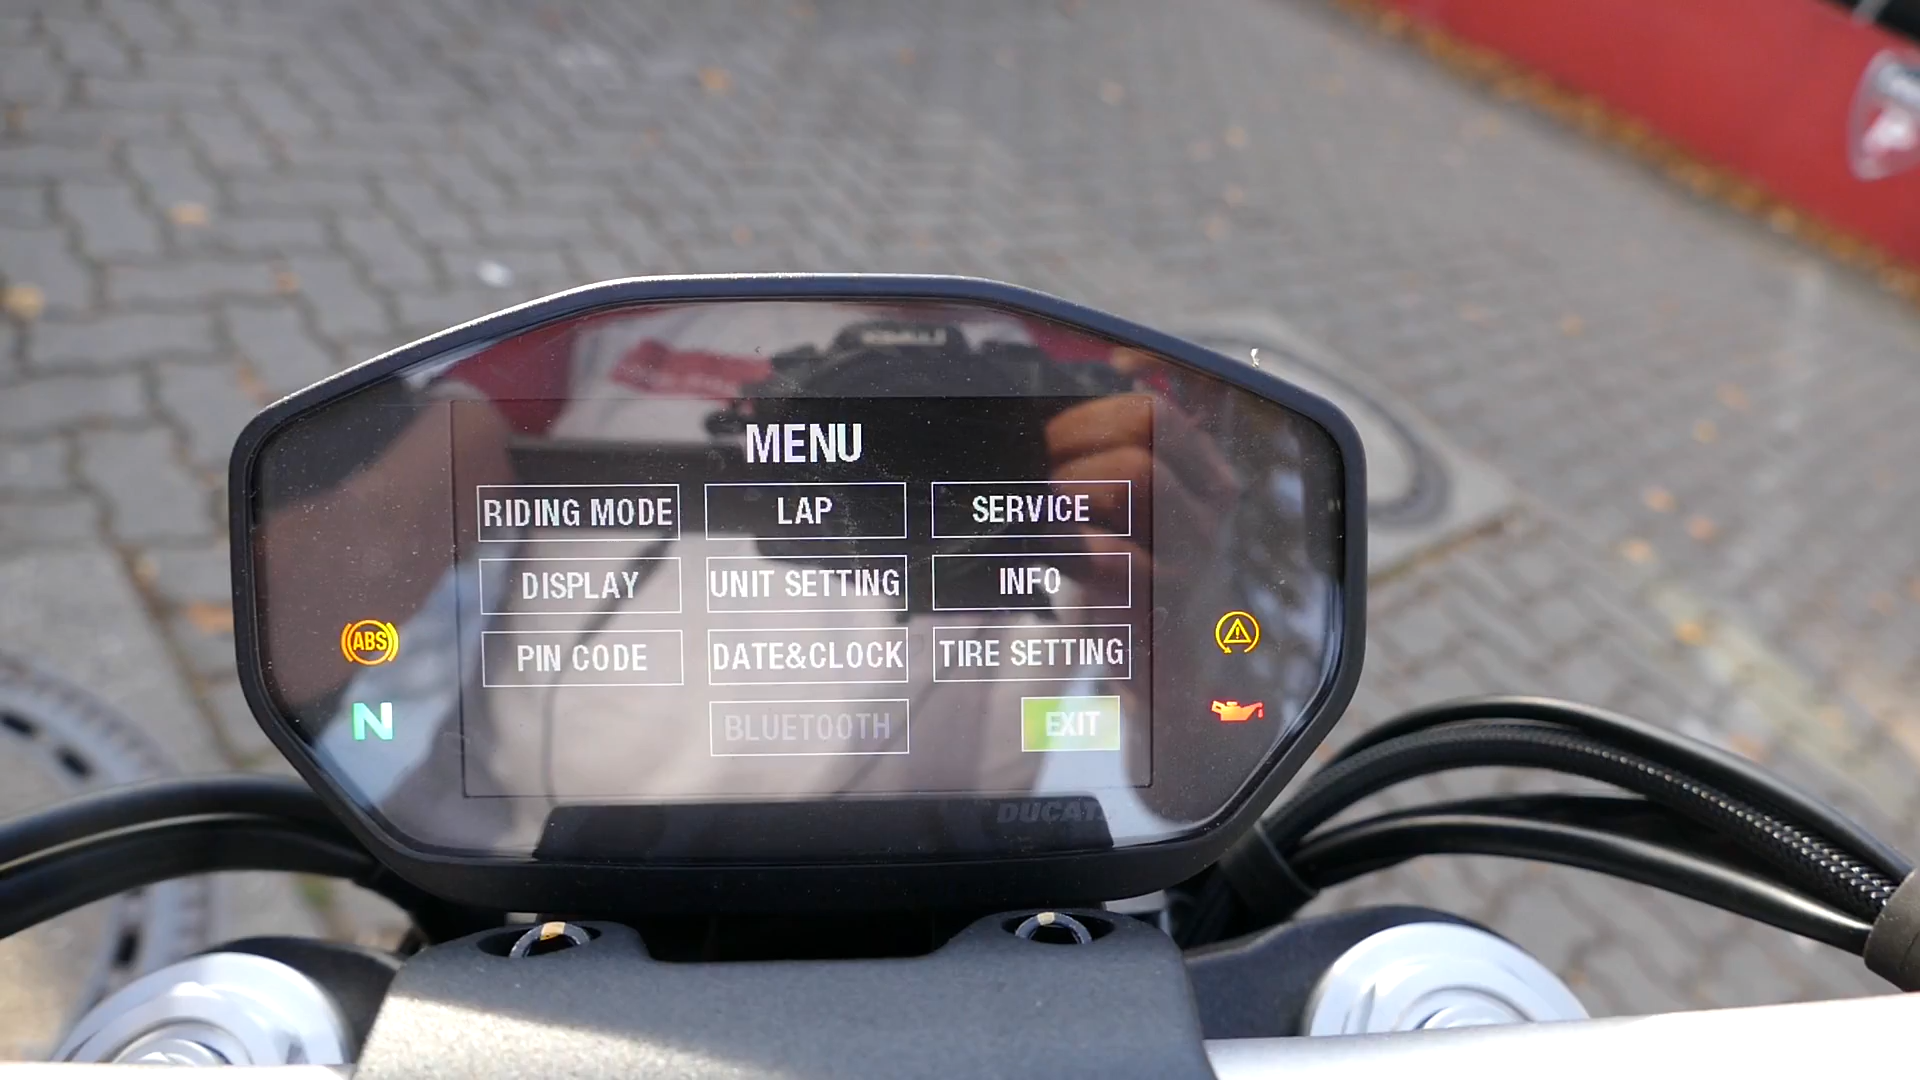 MENU
RIDING MODE LAP SERVICE
DISPLAY UNIT SETTING INFO
PIN CODE DATE&CLOCK TIRE SETTING
BLUETOOTH EXIT
ABS
N
DUCATI